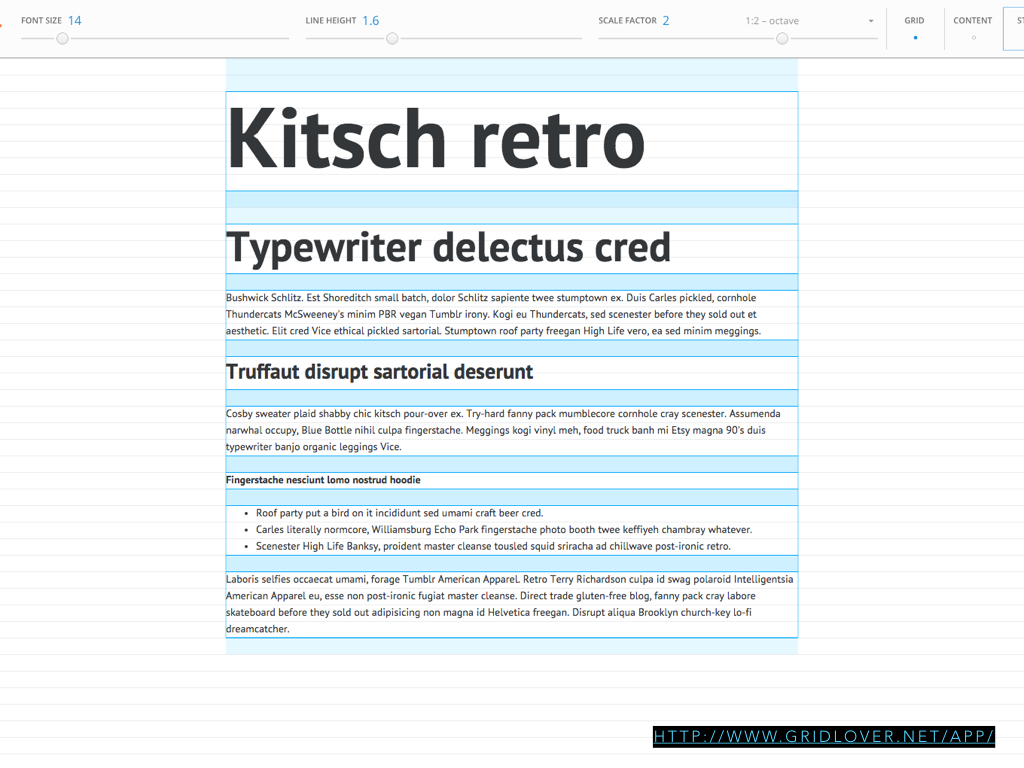 FONT SIZE 14 LINE HEIGHT 1.6 SCALE FACTOR 2 1:2 – octave GRID CONTENT
Kitsch retro
Typewriter delectus cred
Bushwick Schlitz. Est Shoreditch small batch, dolor Schlitz sapiente twee stumptown ex. Duis Carles pickled, cornhole
Thundercats McSweeney's minim PBR vegan Tumblr irony. Kogi eu Thundercats, sed scenester before they sold out et
aesthetic. Elit cred Vice ethical pickled sartorial. Stumptown roof party freegan High Life vero, ea sed minim meggings.
Truffaut disrupt sartorial deserunt
Cosby sweater plaid shabby chic kitsch pour-over ex. Try-hard fanny pack mumblecore cornhole cray scenester. Assumenda
narwhal occupy, Blue Bottle nihil culpa fingerstache. Meggings kogi vinyl meh, food truck banh mi Etsy magna 90's duis
typewriter banjo organic leggings Vice.
Fingerstache nesciunt lomo nostrud hoodie
• Roof party put a bird on it incididunt sed umami craft beer cred.
• Carles literally normcore, Williamsburg Echo Park fingerstache photo booth twee keffiyeh chambray whatever.
• Scenester High Life Banksy, proident master cleanse tousled squid sriracha ad chillwave post-ironic retro.
Laboris selfies occaecat umami, forage Tumblr American Apparel. Retro Terry Richardson culpa id swag polaroid Intelligentsia
American Apparel eu, esse non post-ironic fugiat master cleanse. Direct trade gluten-free blog, fanny pack cray labore
skateboard before they sold out adipisicing non magna id Helvetica freegan. Disrupt aliqua Brooklyn church-key lo-fi
dreamcatcher.
HTTP://WWW.GRIDLOVER.NET/APP/